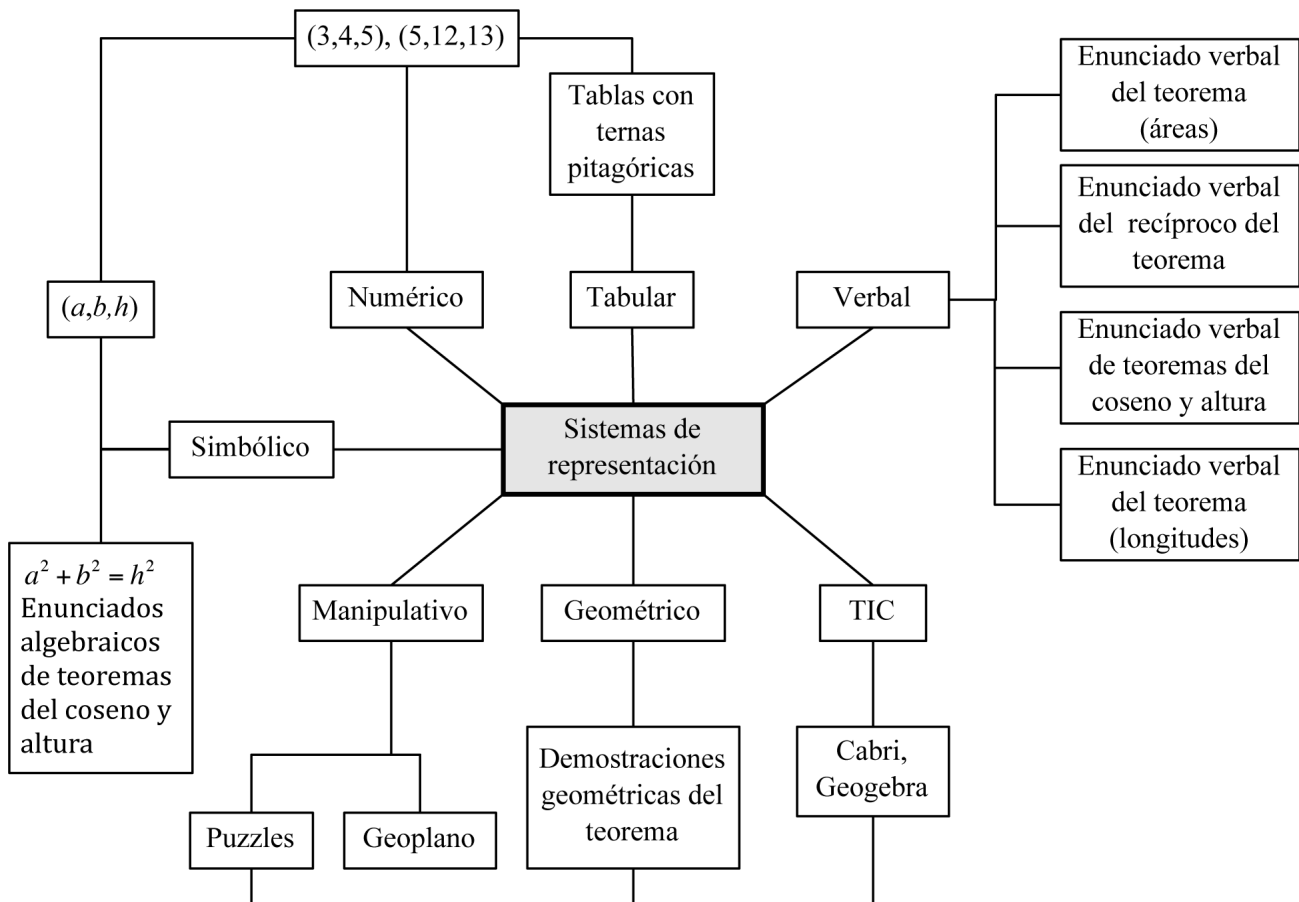 (3,4,5), (5,12,13)
Tablas con
ternas
pitagóricas
Enunciado verbal
del teorema
(áreas)
Enunciado verbal
del recíproco del
teorema
(a,b,h)
Numérico
Tabular
Verbal
Enunciado verbal
de teoremas del
coseno y altura
Simbólico
Sistemas de
representación
Enunciado verbal
del teorema
(longitudes)
a² + b² = h²
Enunciados
algebraicos
de teoremas
del coseno y
altura
Manipulativo
Geométrico
TIC
Puzzles
Geoplano
Demostraciones
geométricas del
teorema
Cabri,
Geogebra